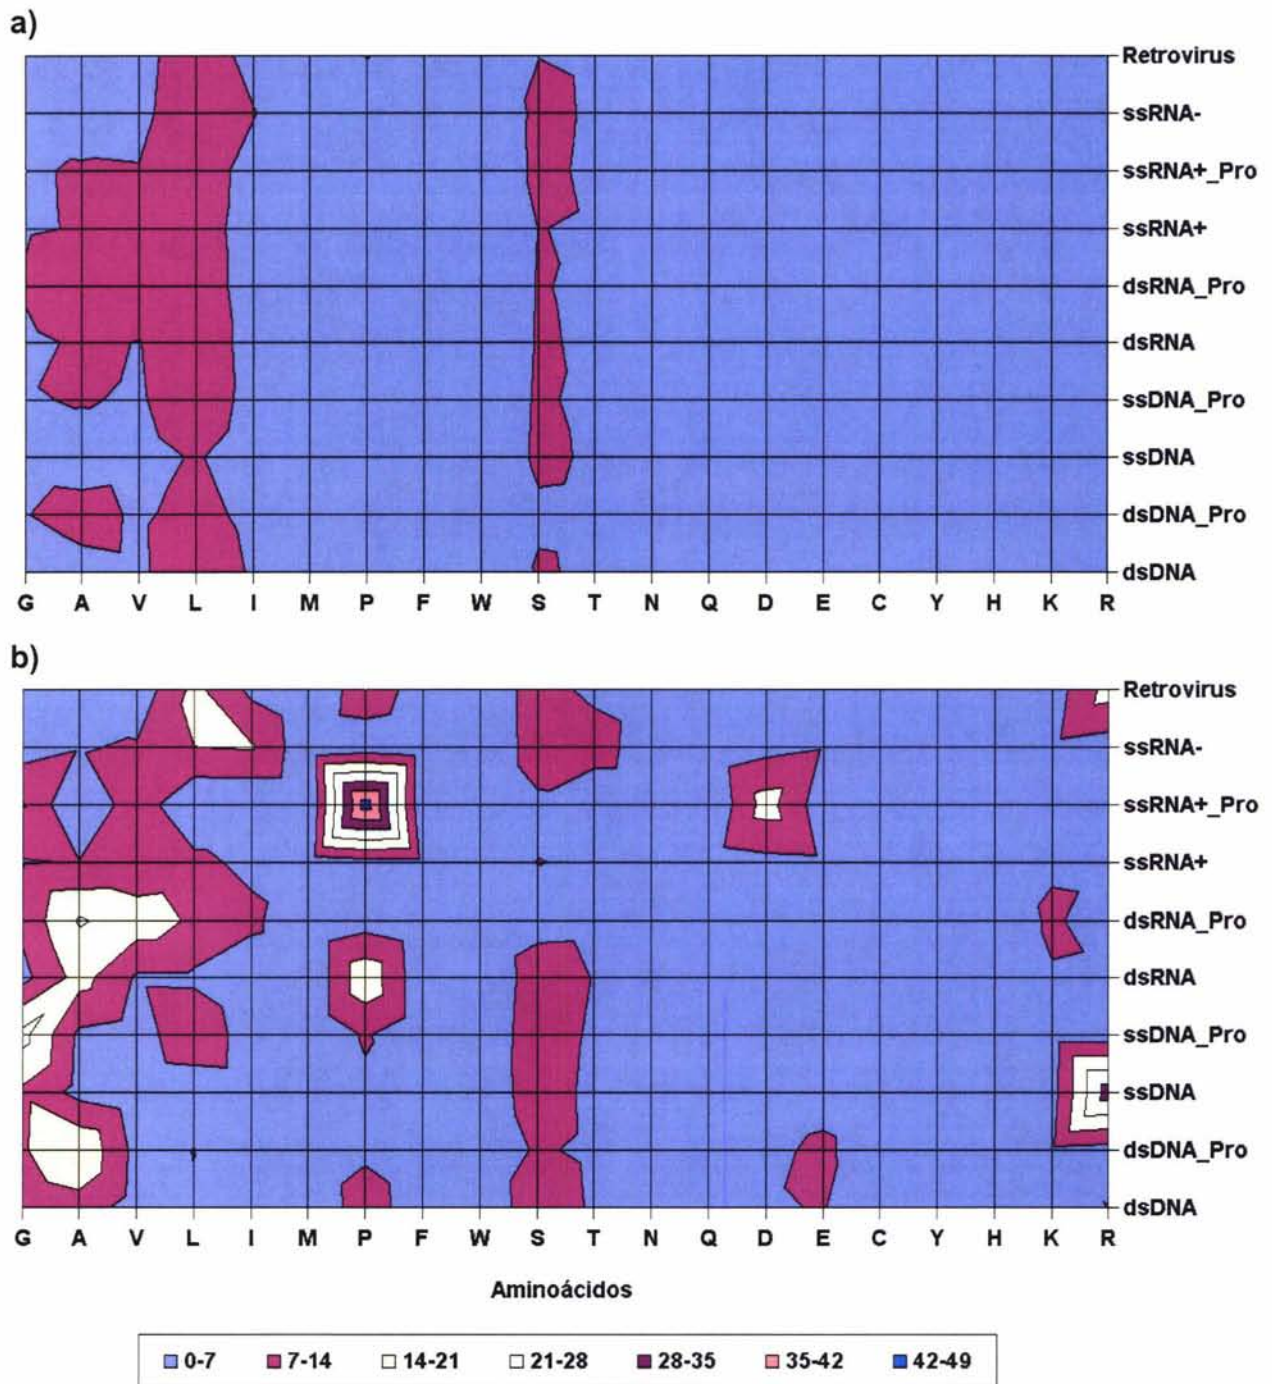 a)
Retrovirus
ssRNA-
ssRNA+_Pro
ssRNA+
dsRNA_Pro
dsRNA
ssDNA_Pro
ssDNA
dsDNA_Pro
dsDNA
G A V L I M P F W S T N Q D E C Y H K R
b)
Retrovirus
ssRNA-
ssRNA+_Pro
ssRNA+
dsRNA_Pro
dsRNA
ssDNA_Pro
ssDNA
dsDNA_Pro
dsDNA
G A V L I M P F W S T N Q D E C Y H K R
Aminoácidos
0-7 7-14 14-21 21-28 28-35 35-42 42-49